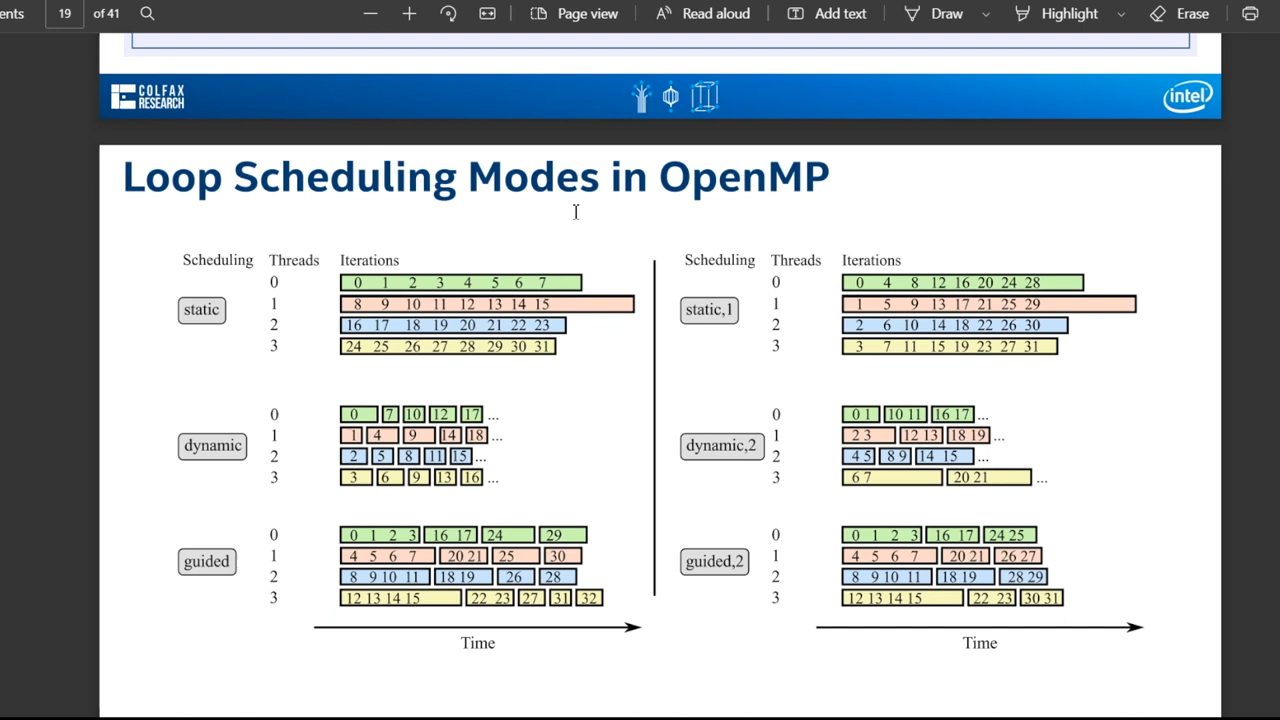 ents 19 of 41 Page view Read aloud Add text Draw Highlight Erase
COLFAX RESEARCH intel
Loop Scheduling Modes in OpenMP
Scheduling Threads Iterations
static
0 0 1 2 3 4 5 6 7
1 8 9 10 11 12 13 14 15
2 16 17 18 19 20 21 22 23
3 24 25 26 27 28 29 30 31
dynamic
0 0 7 10 12 17 ...
1 1 4 9 14 18 ...
2 2 5 8 11 15 ...
3 3 6 9 13 16 ...
guided
0 0 1 2 3 16 17 24 29
1 4 5 6 7 20 21 25 30
2 8 9 10 11 18 19 26 28
3 12 13 14 15 22 23 27 31 32
Time
Scheduling Threads Iterations
static,1
0 0 4 8 12 16 20 24 28
1 1 5 9 13 17 21 25 29
2 2 6 10 14 18 22 26 30
3 3 7 11 15 19 23 27 31
dynamic,2
0 0 1 10 11 16 17 ...
1 2 3 12 13 18 19 ...
2 4 5 8 9 14 15 ...
3 6 7 20 21 ...
guided,2
0 0 1 2 3 16 17 24 25
1 4 5 6 7 20 21 26 27
2 8 9 10 11 18 19 28 29
3 12 13 14 15 22 23 30 31
Time